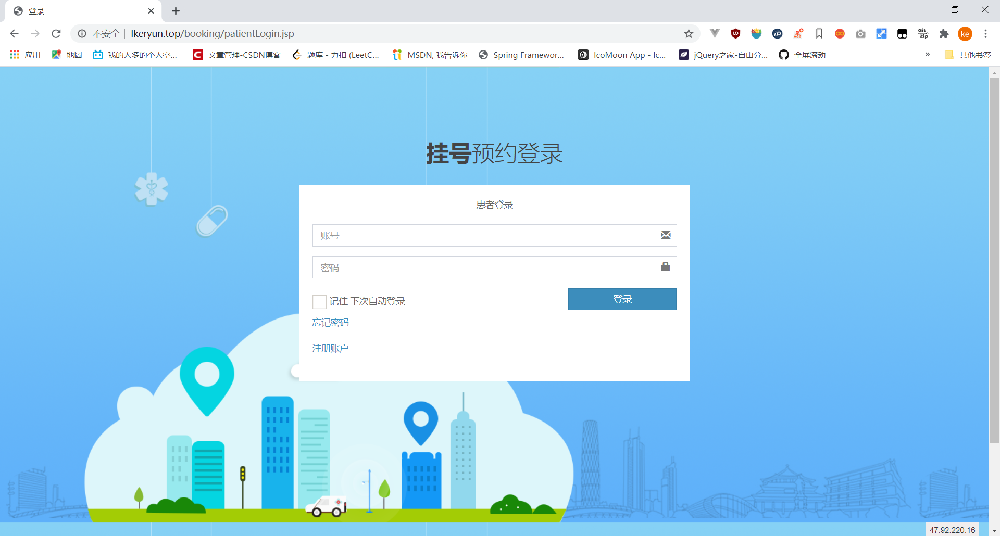 登录
不安全 | lkeryun.top/booking/patientLogin.jsp
Git Zip
ke
应用 地圖 我的人多的个人空... 文章管理-CSDN博客 题库 - 力扣 (LeetC... MSDN, 我告诉你 Spring Framewor... IcoMoon App - Ic... jQuery之家-自由分... 全屏滚动 » 其他书签
挂号预约登录
患者登录
账号
密码
记住 下次自动登录
登录
忘记密码
注册账户
47.92.220.16